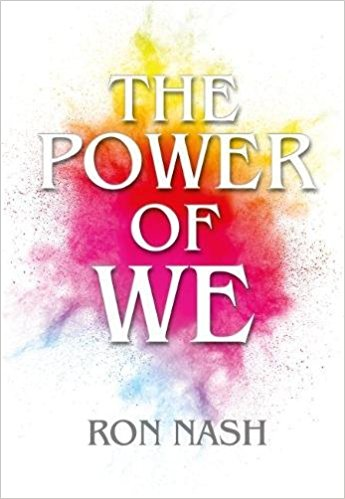 THE
POWER
OF
WE
RON NASH